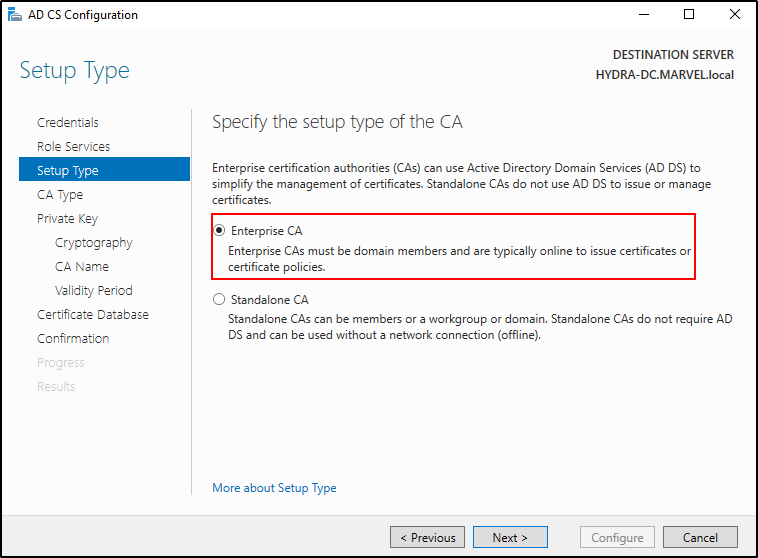 AD CS Configuration
DESTINATION SERVER
HYDRA-DC.MARVEL.local
Setup Type
Credentials
Role Services
Setup Type
CA Type
Private Key
Cryptography
CA Name
Validity Period
Certificate Database
Confirmation
Progress
Results
Specify the setup type of the CA
Enterprise certification authorities (CAs) can use Active Directory Domain Services (AD DS) to
simplify the management of certificates. Standalone CAs do not use AD DS to issue or manage
certificates.
Enterprise CA
Enterprise CAs must be domain members and are typically online to issue certificates or
certificate policies.
Standalone CA
Standalone CAs can be members or a workgroup or domain. Standalone CAs do not require AD
DS and can be used without a network connection (offline).
More about Setup Type
< Previous
Next >
Configure
Cancel